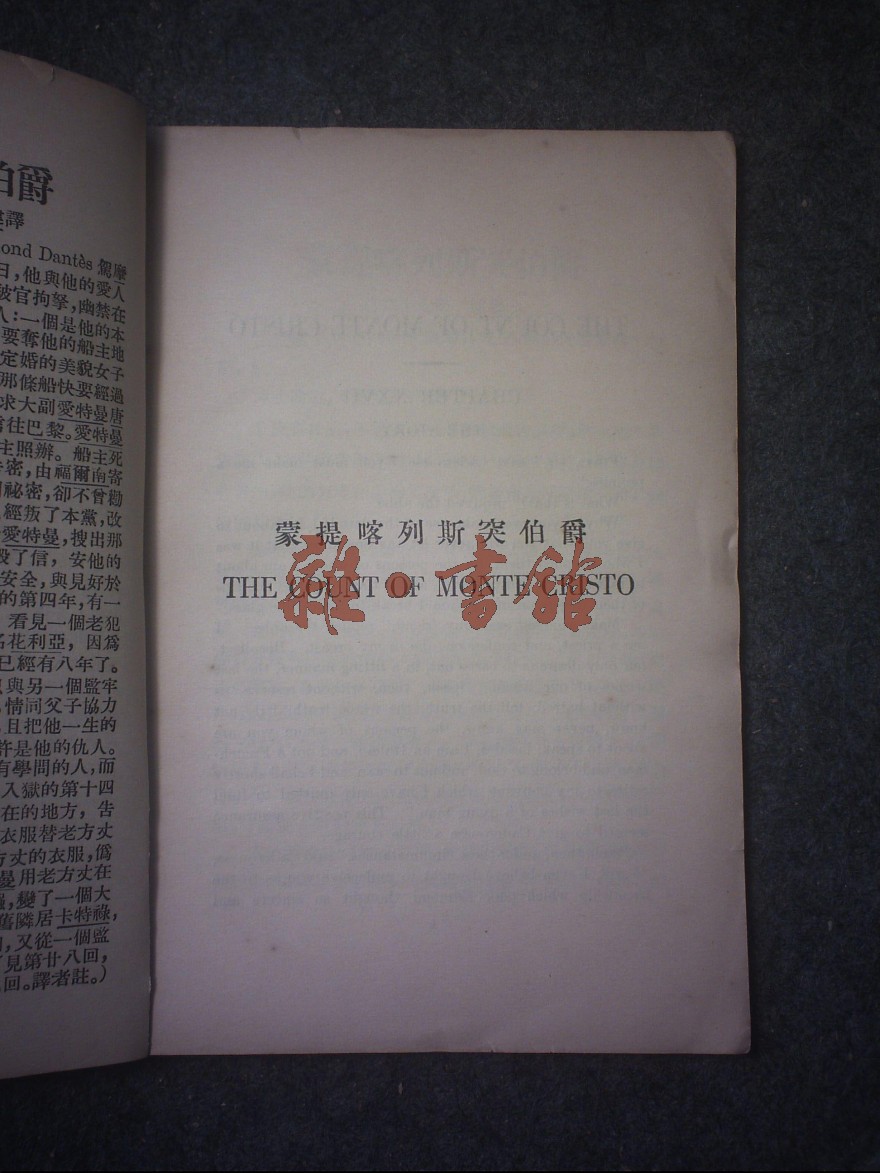 伯爵
譯
ond Dantès 駕摩
日，他與他的愛人
被官拘拏，幽禁在
人：一個是他的本
要奪他的船主地
定婚的美貌女子
那條船快要經過
求大副愛特曼唐
前往巴黎。愛特曼
主照辦。船主死
密，由福爾南寄
祕密，卻不曾勸
經叛了本黨，改
愛特曼，搜出那
毀了信，安他的
安全，與見好於
的第四年，有一
看見一個老犯
名花利亞，因爲
已經有八年了。
與另一個監牢
情同父子協力
且把他一生的
許是他的仇人。
有學問的人，而
入獄的第十四
在的地方，告
衣服替老方丈
方丈的衣服，僞
曼用老方丈在
變了一個大
舊隣居卡特祿，
又從一個監
見第廿八回，
回。譯者註。）
蒙提喀列斯突伯爵
THE COUNT OF MONTE CRISTO
雜·書館